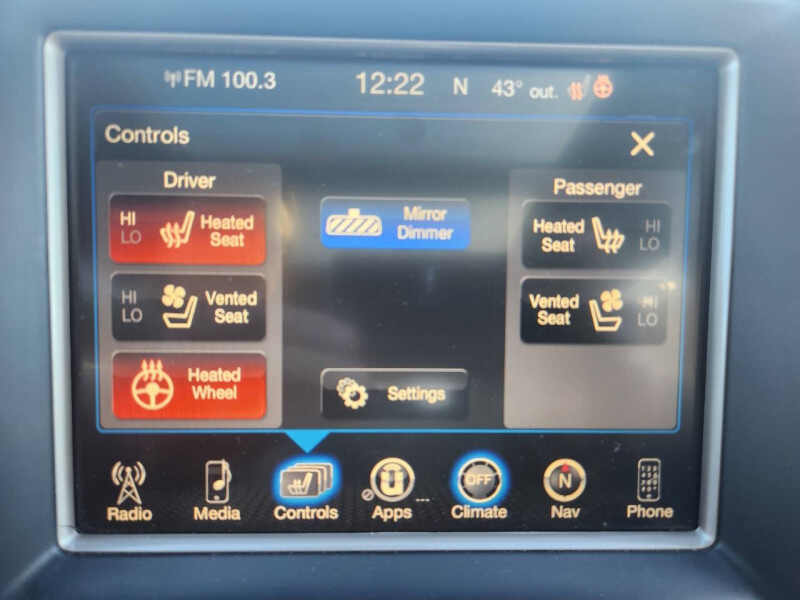 FM 100.3 12:22 N 43° out.
Controls
Driver
Passenger
HI
LO
Heated
Seat
Mirror
Dimmer
Heated
Seat
HI
LO
HI
LO
Vented
Seat
Vented
Seat
HI
LO
Heated
Wheel
Settings
OFF
N
Radio
Media
Controls
Apps
Climate
Nav
Phone